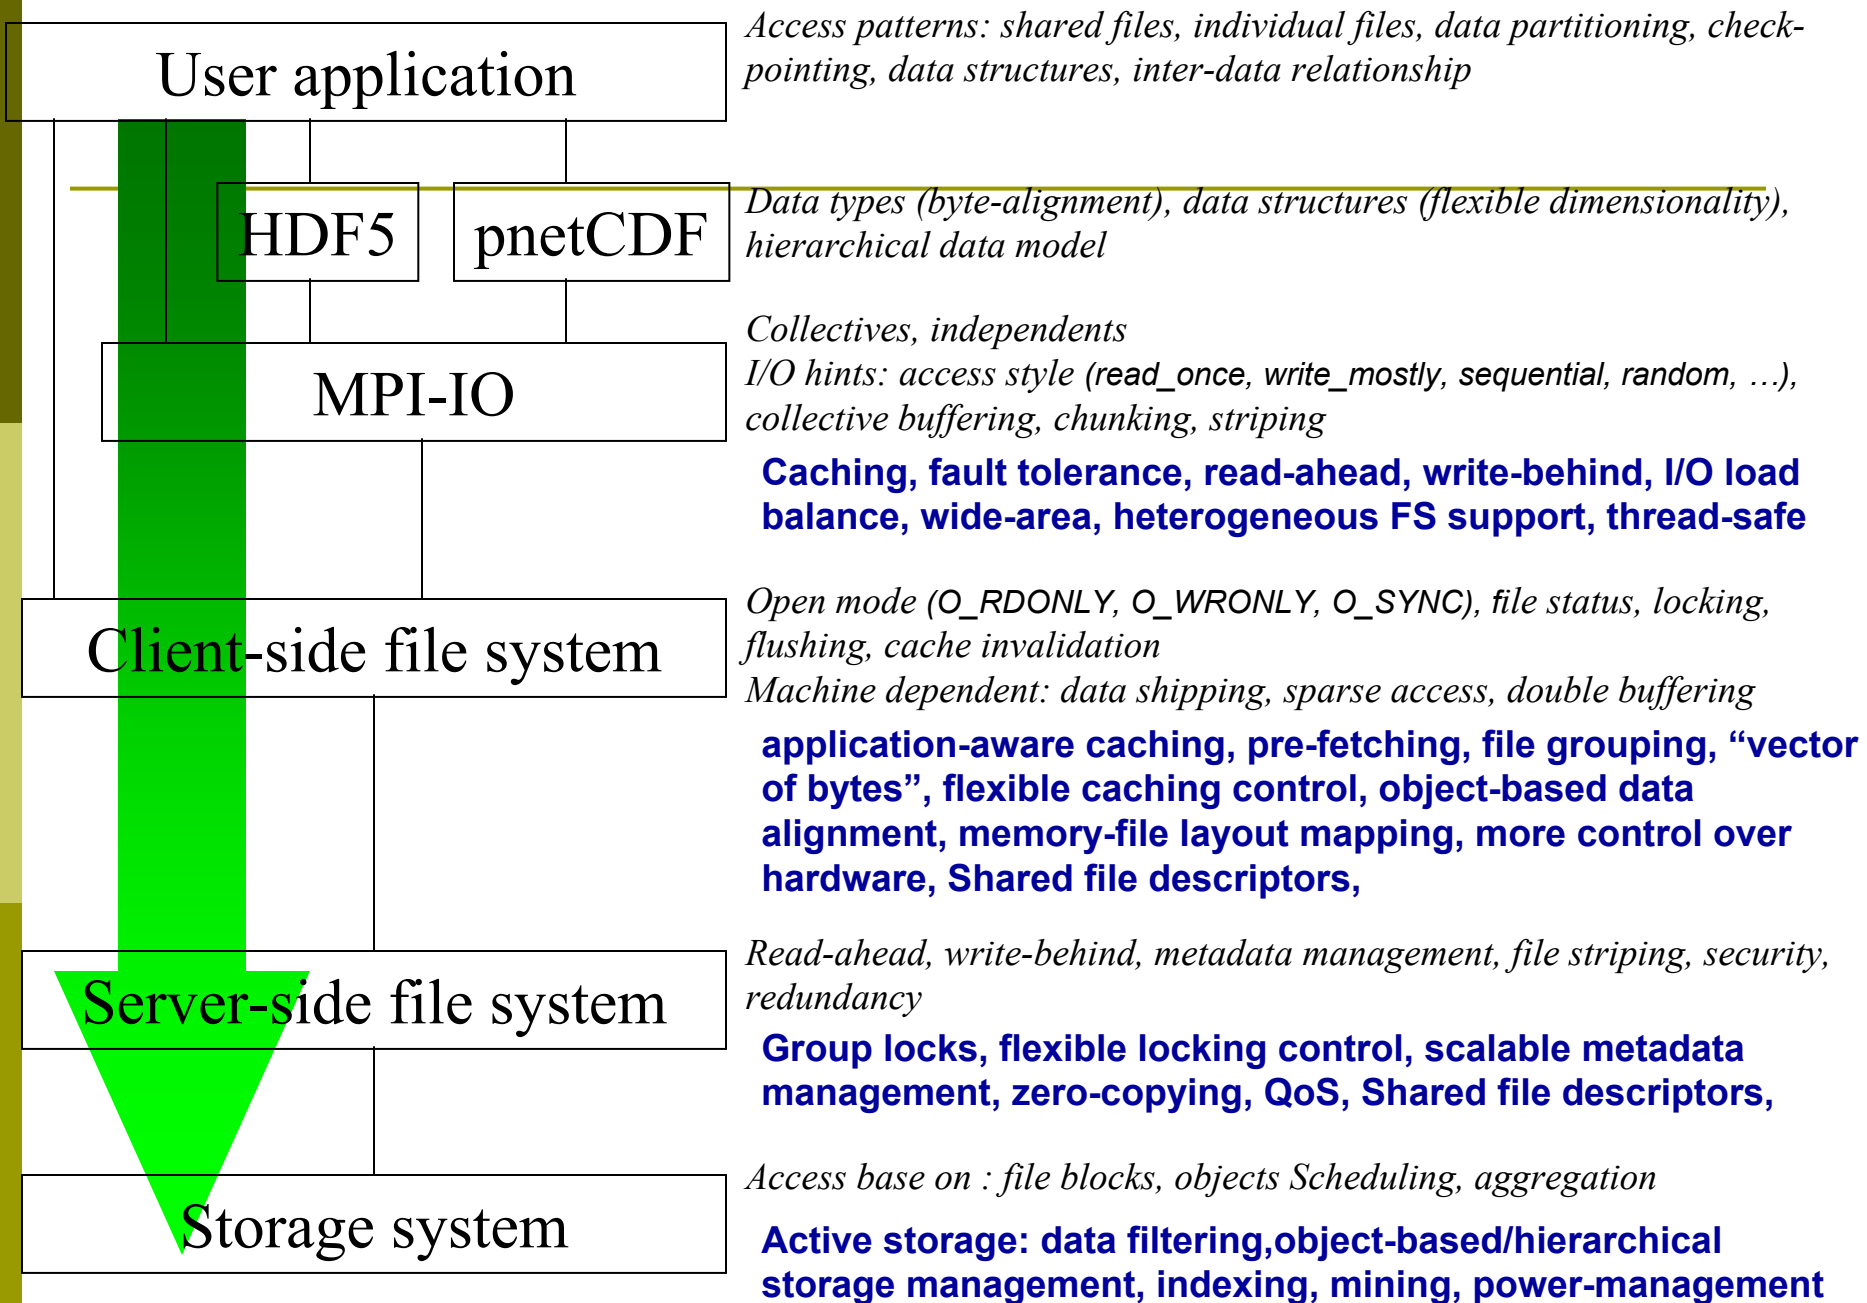 User application
Access patterns: shared files, individual files, data partitioning, check-
pointing, data structures, inter-data relationship
HDF5
pnetCDF
Data types (byte-alignment), data structures (flexible dimensionality),
hierarchical data model
MPI-IO
Collectives, independents
I/O hints: access style (read_once, write_mostly, sequential, random, …),
collective buffering, chunking, striping
Caching, fault tolerance, read-ahead, write-behind, I/O load
balance, wide-area, heterogeneous FS support, thread-safe
Client-side file system
Open mode (O_RDONLY, O_WRONLY, O_SYNC), file status, locking,
flushing, cache invalidation
Machine dependent: data shipping, sparse access, double buffering
application-aware caching, pre-fetching, file grouping, “vector
of bytes”, flexible caching control, object-based data
alignment, memory-file layout mapping, more control over
hardware, Shared file descriptors,
Server-side file system
Read-ahead, write-behind, metadata management, file striping, security,
redundancy
Group locks, flexible locking control, scalable metadata
management, zero-copying, QoS, Shared file descriptors,
Storage system
Access base on : file blocks, objects Scheduling, aggregation
Active storage: data filtering,object-based/hierarchical
storage management, indexing, mining, power-management